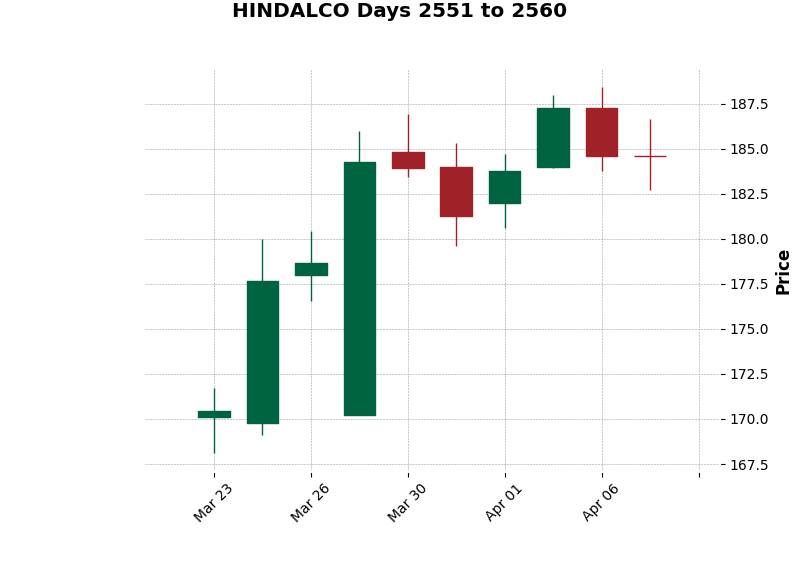 HINDALCO Days 2551 to 2560
187.5
185.0
182.5
180.0
177.5
175.0
172.5
170.0
167.5
Price
Mar 23
Mar 26
Mar 30
Apr 01
Apr 06